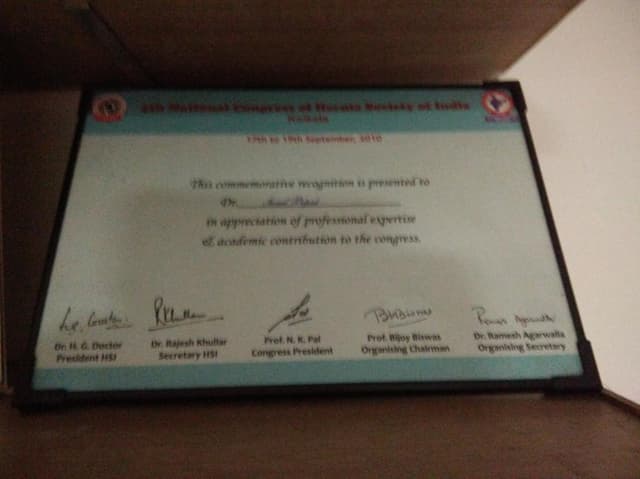 4th National Congress of Hernia Society of India
Kolkata
17th to 19th September, 2010
This commemorative recognition is presented to
Dr.
in appreciation of professional expertise
& academic contribution to the congress.
Dr. H. G. Doctor
President HSI
Dr. Rajesh Khullar
Secretary HSI
Prof. N. K. Pal
Congress President
Prof. Bijoy Biswas
Organising Chairman
Dr. Ramesh Agarwalla
Organising Secretary